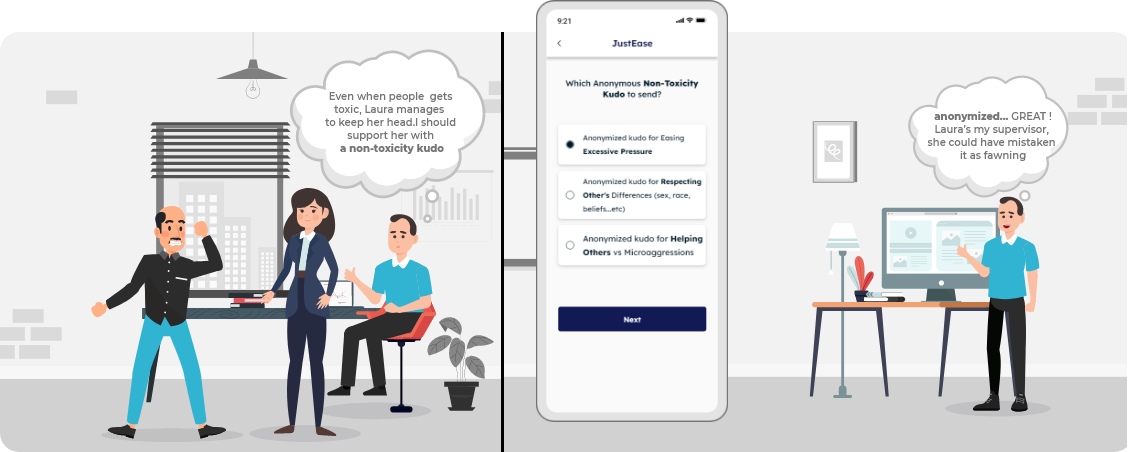 Even when people gets
toxic, Laura manages
to keep her head.I should
support her with
a non-toxicity kudo
9:21
JustEase
Which Anonymous Non-Toxicity
Kudo to send?
Anonymized kudo for Easing
Excessive Pressure
Anonymized kudo for Respecting
Other's Differences (sex, race,
beliefs...etc)
Anonymized kudo for Helping
Others vs Microaggressions
Next
anonymized... GREAT !
Laura's my supervisor,
she could have mistaken
it as fawning